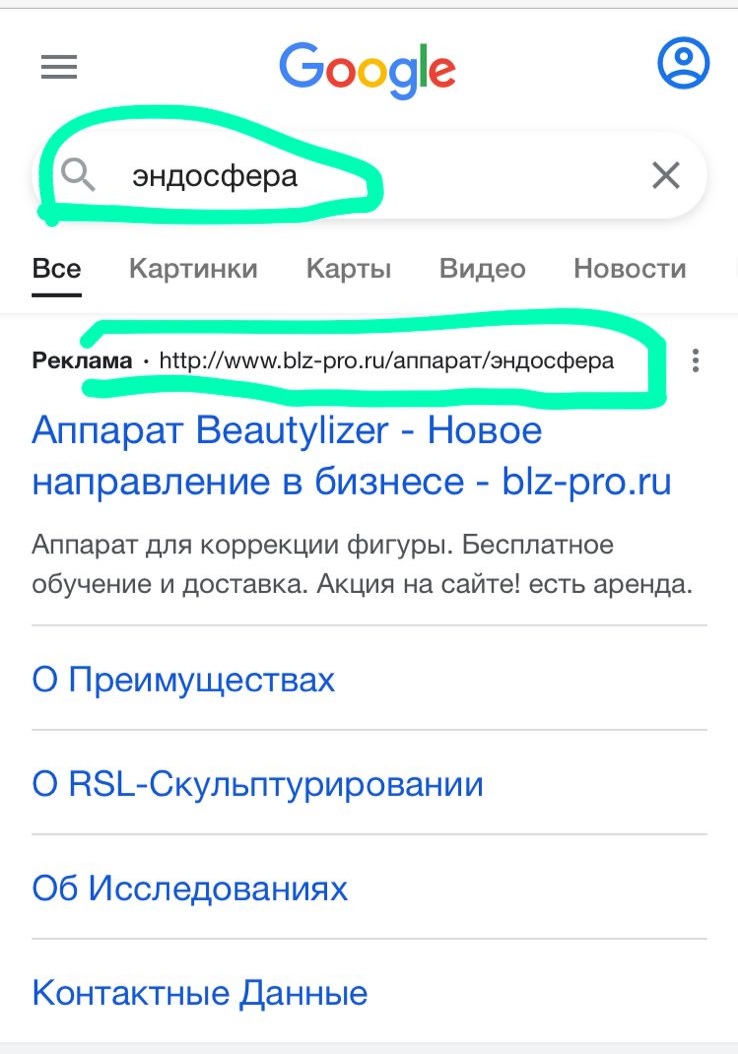 Google
эндосфера
Все Картинки Карты Видео Новости
Реклама · http://www.blz-pro.ru/аппарат/эндосфера
Аппарат Beautylizer - Новое
направление в бизнесе - blz-pro.ru
Аппарат для коррекции фигуры. Бесплатное
обучение и доставка. Акция на сайте! есть аренда.
О Преимуществах
О RSL-Скульптурировании
Об Исследованиях
Контактные Данные